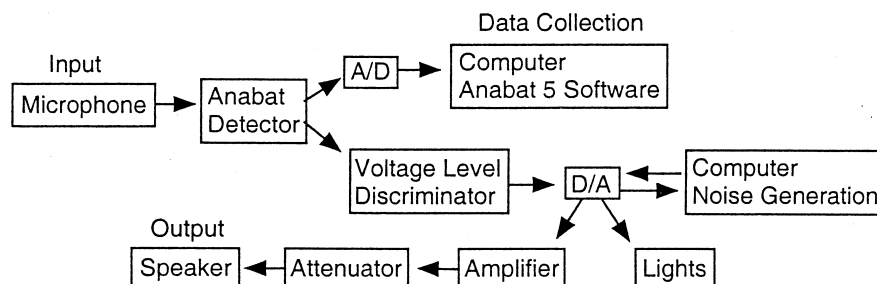 Data Collection
Input
A/D
Computer
Anabat 5 Software
Microphone
Anabat
Detector
Voltage Level
Discriminator
D/A
Computer
Noise Generation
Output
Speaker
Attenuator
Amplifier
Lights